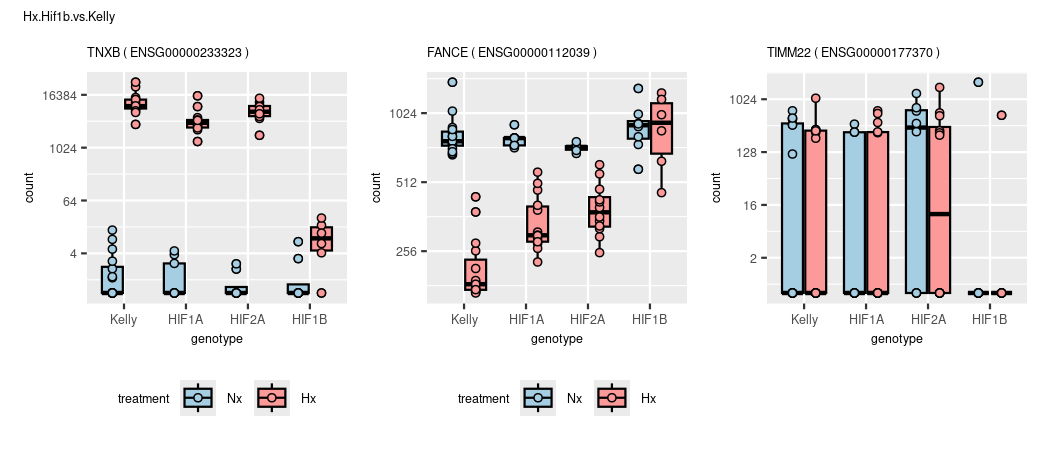 Hx.Hif1b.vs.Kelly
TNXB ( ENSG00000233323 )
16384
1024
64
4
count
Kelly HIF1A HIF2A HIF1B
genotype
FANCE ( ENSG00000112039 )
1024
512
256
count
Kelly HIF1A HIF2A HIF1B
genotype
TIMM22 ( ENSG00000177370 )
1024
128
16
2
count
Kelly HIF1A HIF2A HIF1B
genotype
treatment Nx Hx
treatment Nx Hx